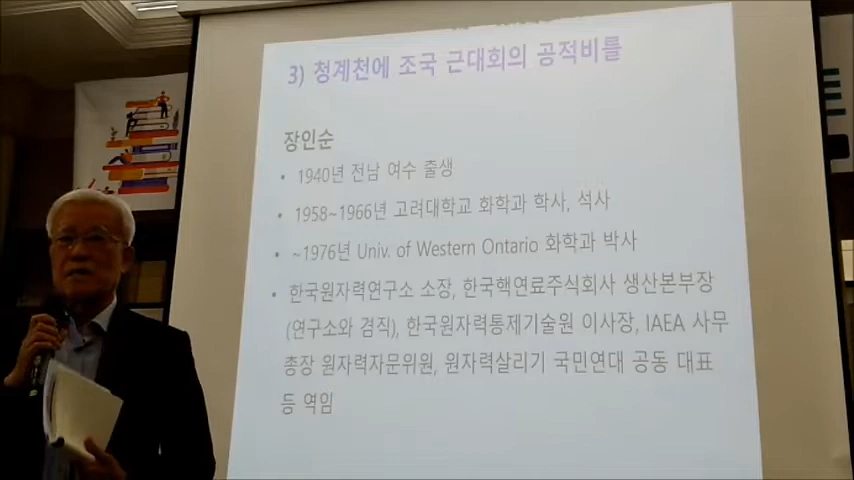 3) 청계천에 조국 근대회의 공적비를
장인순
• 1940년 전남 여수 출생
• 1958~1966년 고려대학교 화학과 학사, 석사
• ~1976년 Univ. of Western Ontario 화학과 박사
• 한국원자력연구소 소장, 한국핵연료주식회사 생산본부장
(연구소와 겸직), 한국원자력통제기술원 이사장, IAEA 사무
총장 원자력자문위원, 원자력살리기 국민연대 공동 대표
등 역임